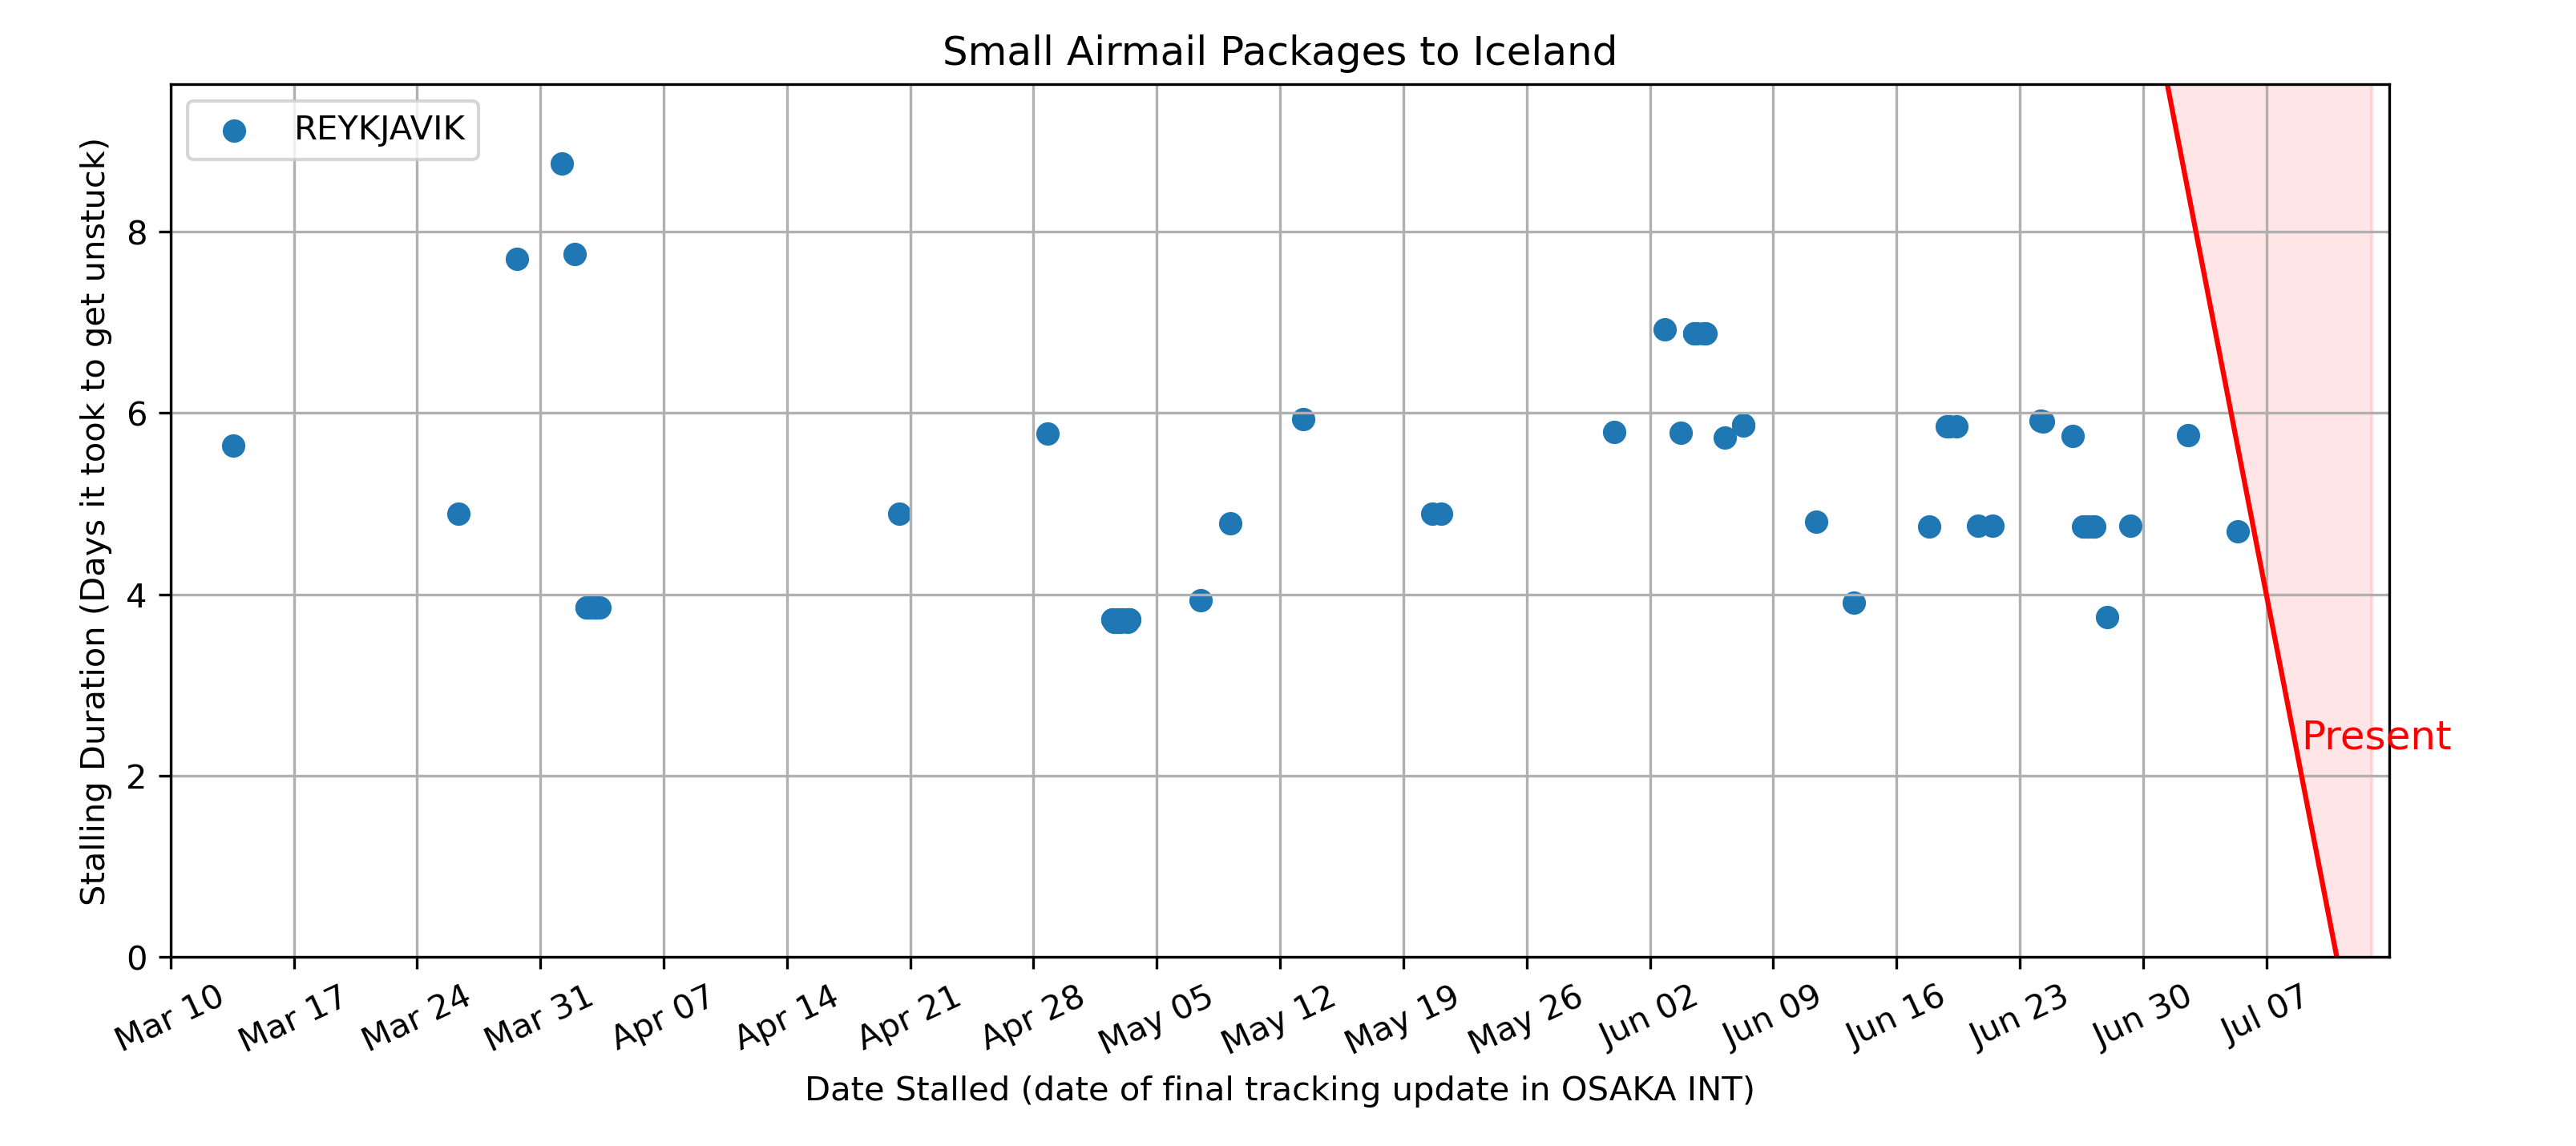 Small Airmail Packages to Iceland
REYKJAVIK
Stalling Duration (Days it took to get unstuck)
8
6
4
2
0
Present
Mar 10
Mar 17
Mar 24
Mar 31
Apr 07
Apr 14
Apr 21
Apr 28
May 05
May 12
May 19
May 26
Jun 02
Jun 09
Jun 16
Jun 23
Jun 30
Jul 07
Date Stalled (date of final tracking update in OSAKA INT)